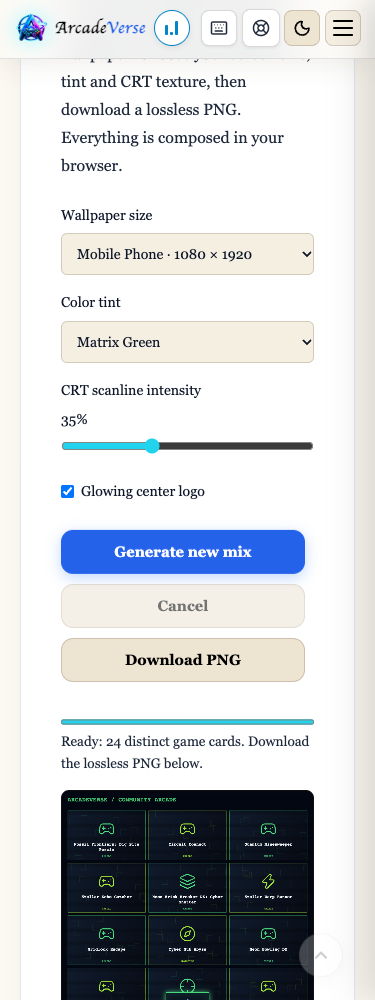 ArcadeVerse
tint and CRT texture, then
download a lossless PNG.
Everything is composed in your
browser.
Wallpaper size
Mobile Phone · 1080 × 1920
Color tint
Matrix Green
CRT scanline intensity
35%
Glowing center logo
Generate new mix
Cancel
Download PNG
Ready: 24 distinct game cards. Download
the lossless PNG below.
ARCADEVERSE / COMMUNITY ARCADE
Circuit Connect